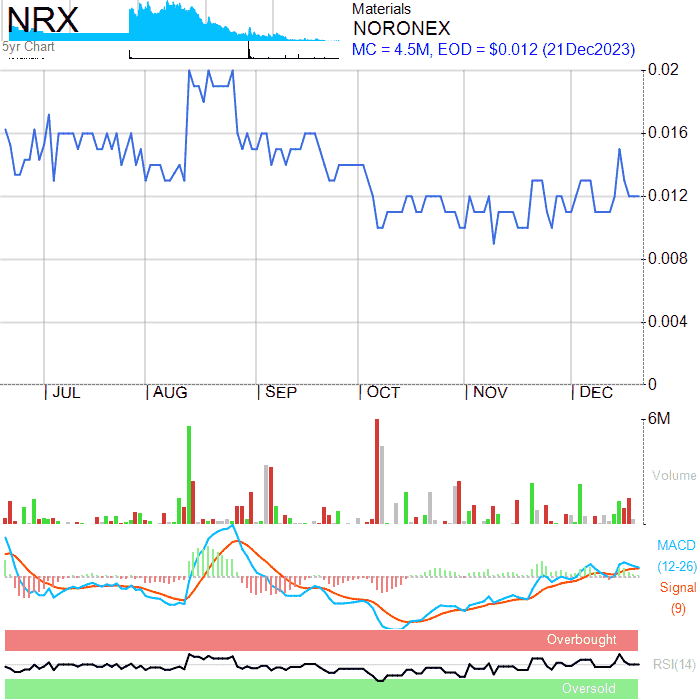 NRX
5yr Chart
Materials
NORONEX
MC = 4.5M, EOD = $0.012 (21Dec2023)
0.02
0.016
0.012
0.008
0.004
0
JUL AUG SEP OCT NOV DEC
6M
Volume
MACD
(12-26)
Signal
(9)
Overbought
RSI(14)
Oversold